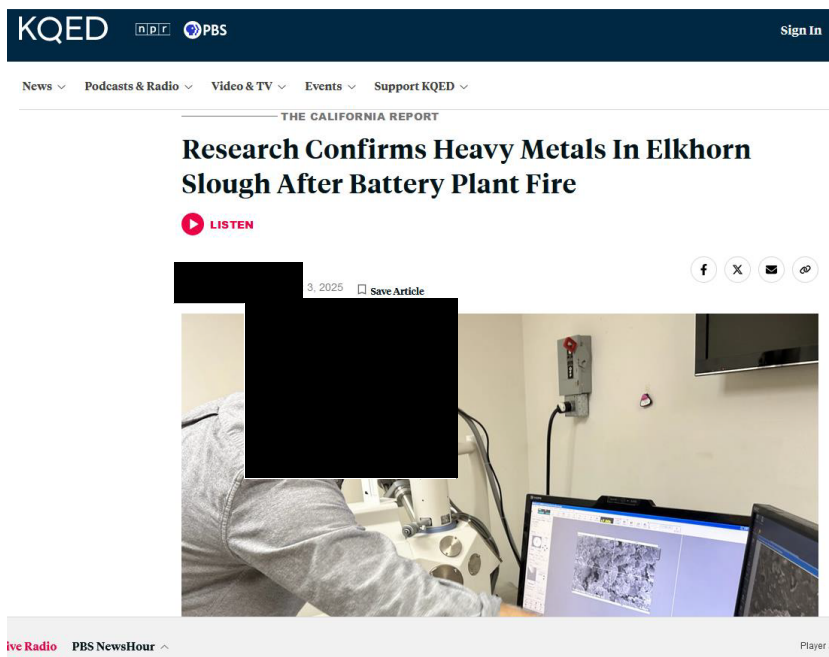 KQED npr PBS Sign In
News Podcasts & Radio Video & TV Events Support KQED
THE CALIFORNIA REPORT
Research Confirms Heavy Metals In Elkhorn
Slough After Battery Plant Fire
LISTEN
3, 2025 Save Article
ive Radio PBS NewsHour Player